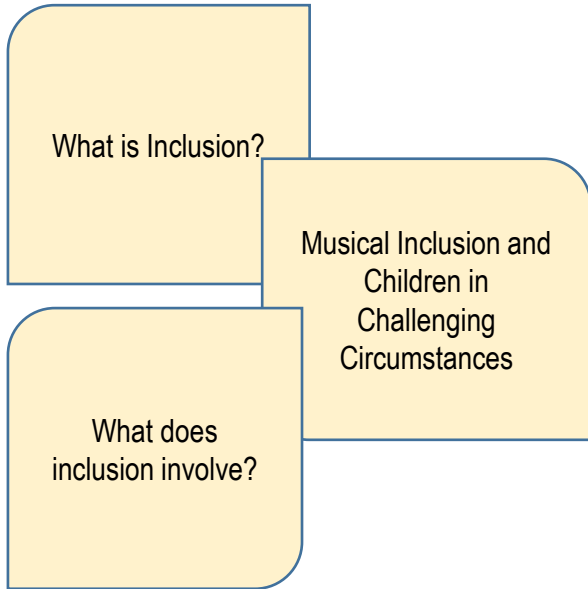 What is Inclusion?
Musical Inclusion and
Children in
Challenging
Circumstances
What does
inclusion involve?